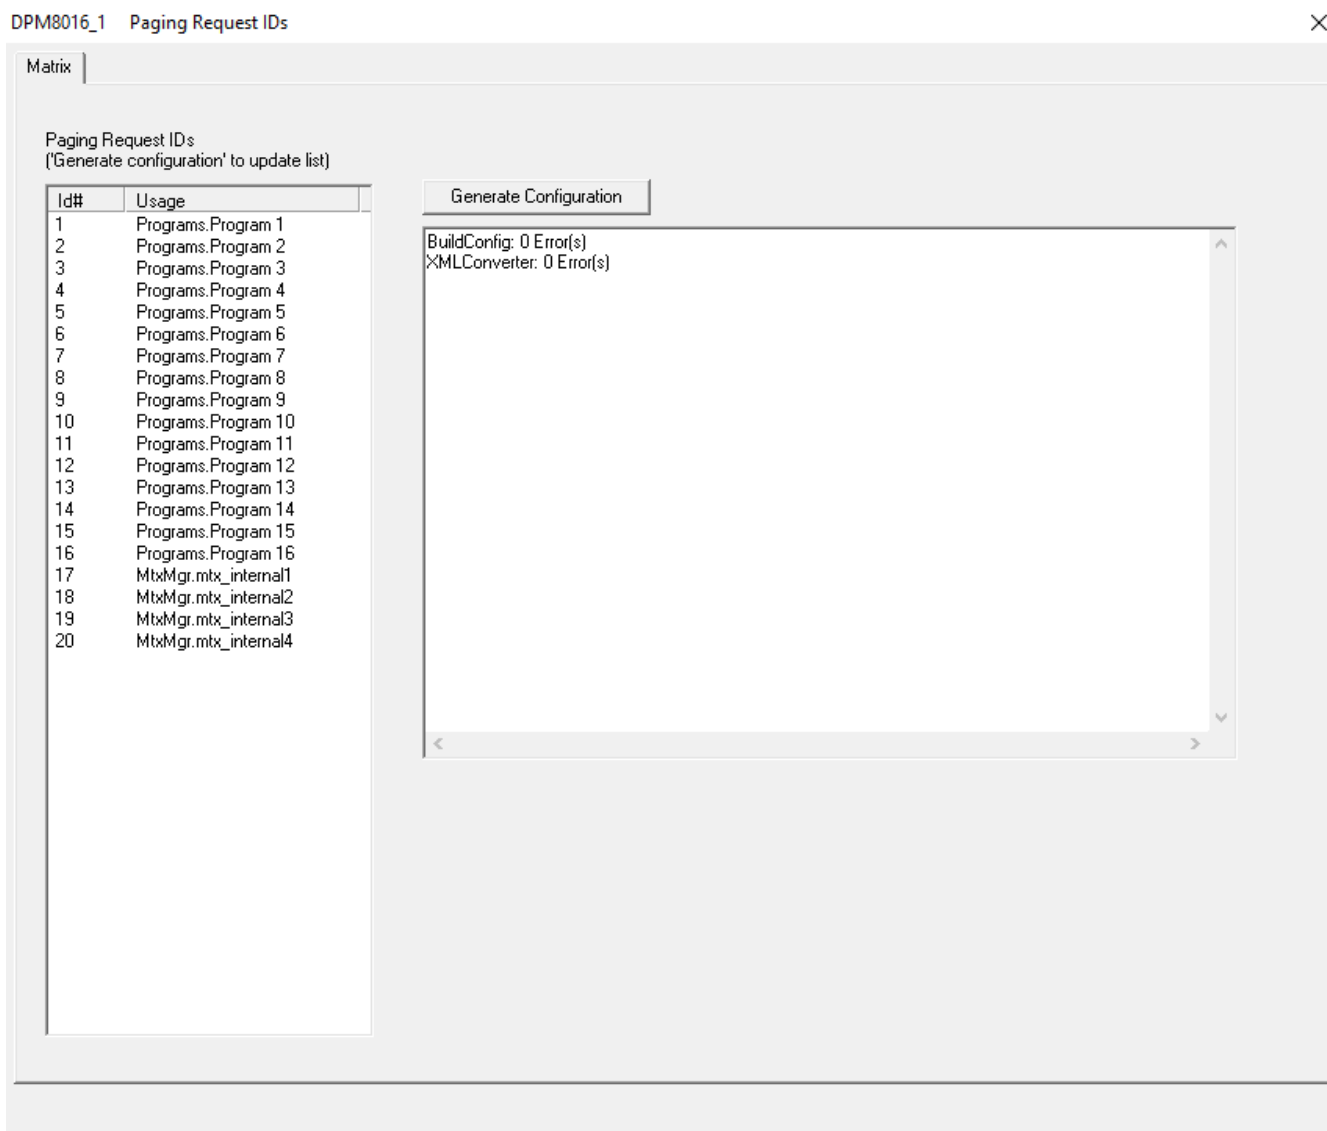 DPM8016_1 Paging Request IDs
Matrix
Paging Request IDs
('Generate configuration' to update list)
Id# Usage
1 Programs.Program 1
2 Programs.Program 2
3 Programs.Program 3
4 Programs.Program 4
5 Programs.Program 5
6 Programs.Program 6
7 Programs.Program 7
8 Programs.Program 8
9 Programs.Program 9
10 Programs.Program 10
11 Programs.Program 11
12 Programs.Program 12
13 Programs.Program 13
14 Programs.Program 14
15 Programs.Program 15
16 Programs.Program 16
17 MtxMgr.mtx_internal1
18 MtxMgr.mtx_internal2
19 MtxMgr.mtx_internal3
20 MtxMgr.mtx_internal4
Generate Configuration
BuildConfig: 0 Error(s)
XMLConverter: 0 Error(s)